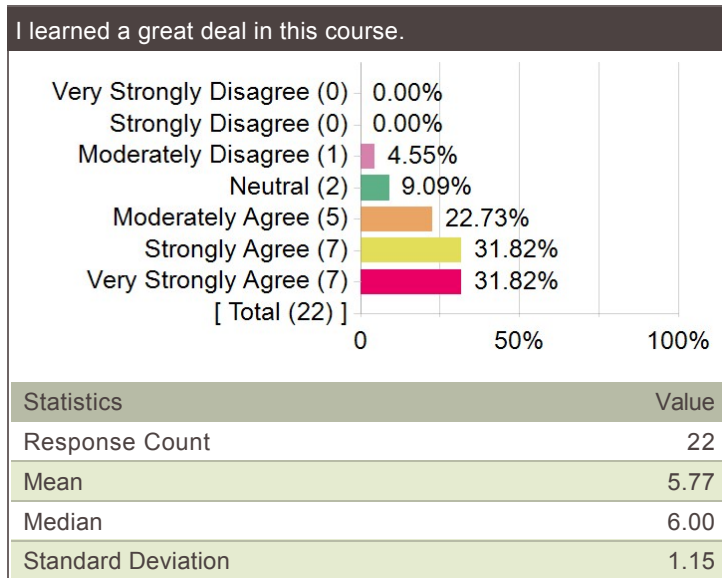 I learned a great deal in this course.
Very Strongly Disagree (0) 0.00%
Strongly Disagree (0) 0.00%
Moderately Disagree (1) 4.55%
Neutral (2) 9.09%
Moderately Agree (5) 22.73%
Strongly Agree (7) 31.82%
Very Strongly Agree (7) 31.82%
[ Total (22) ]
0 50% 100%
Statistics Value
Response Count 22
Mean 5.77
Median 6.00
Standard Deviation 1.15